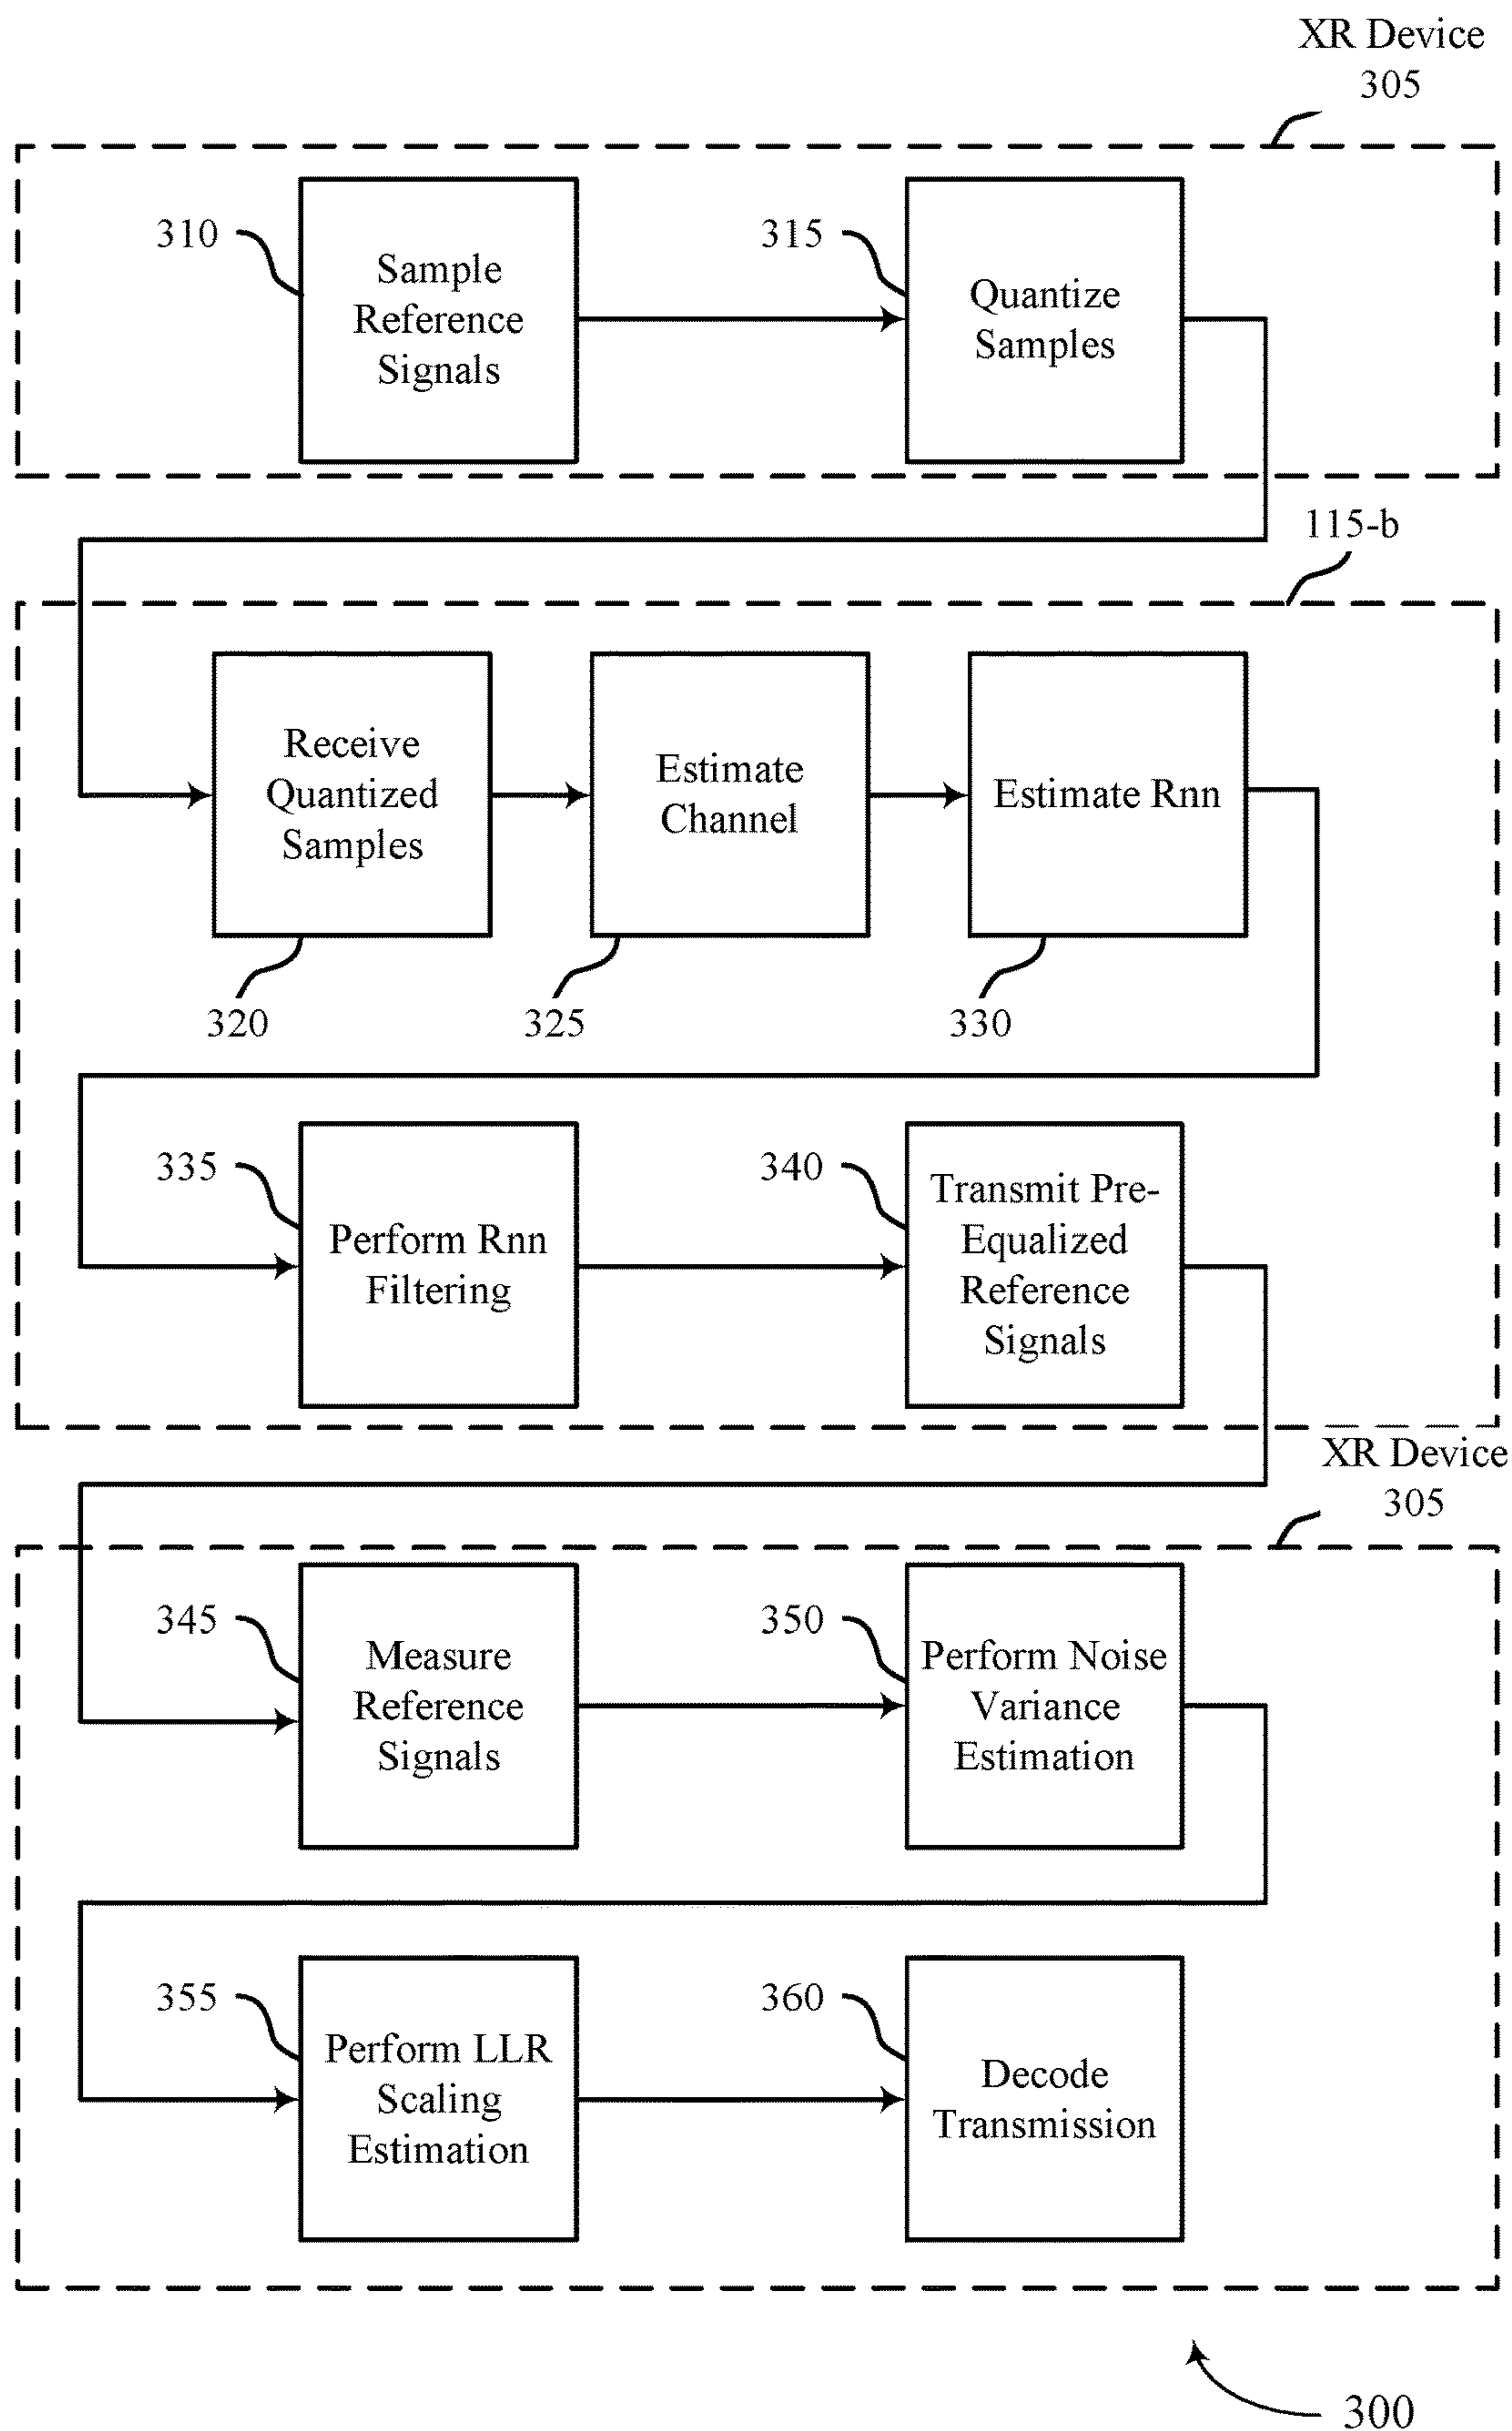 XR Device
305
310
Sample
Reference
Signals
315
Quantize
Samples
115-b
Receive
Quantized
Samples
Estimate
Channel
Estimate Rnn
320
325
330
335
Perform Rnn
Filtering
340
Transmit Pre-
Equalized
Reference
Signals
XR Device
305
345
Measure
Reference
Signals
350
Perform Noise
Variance
Estimation
355
Perform LLR
Scaling
Estimation
360
Decode
Transmission
300